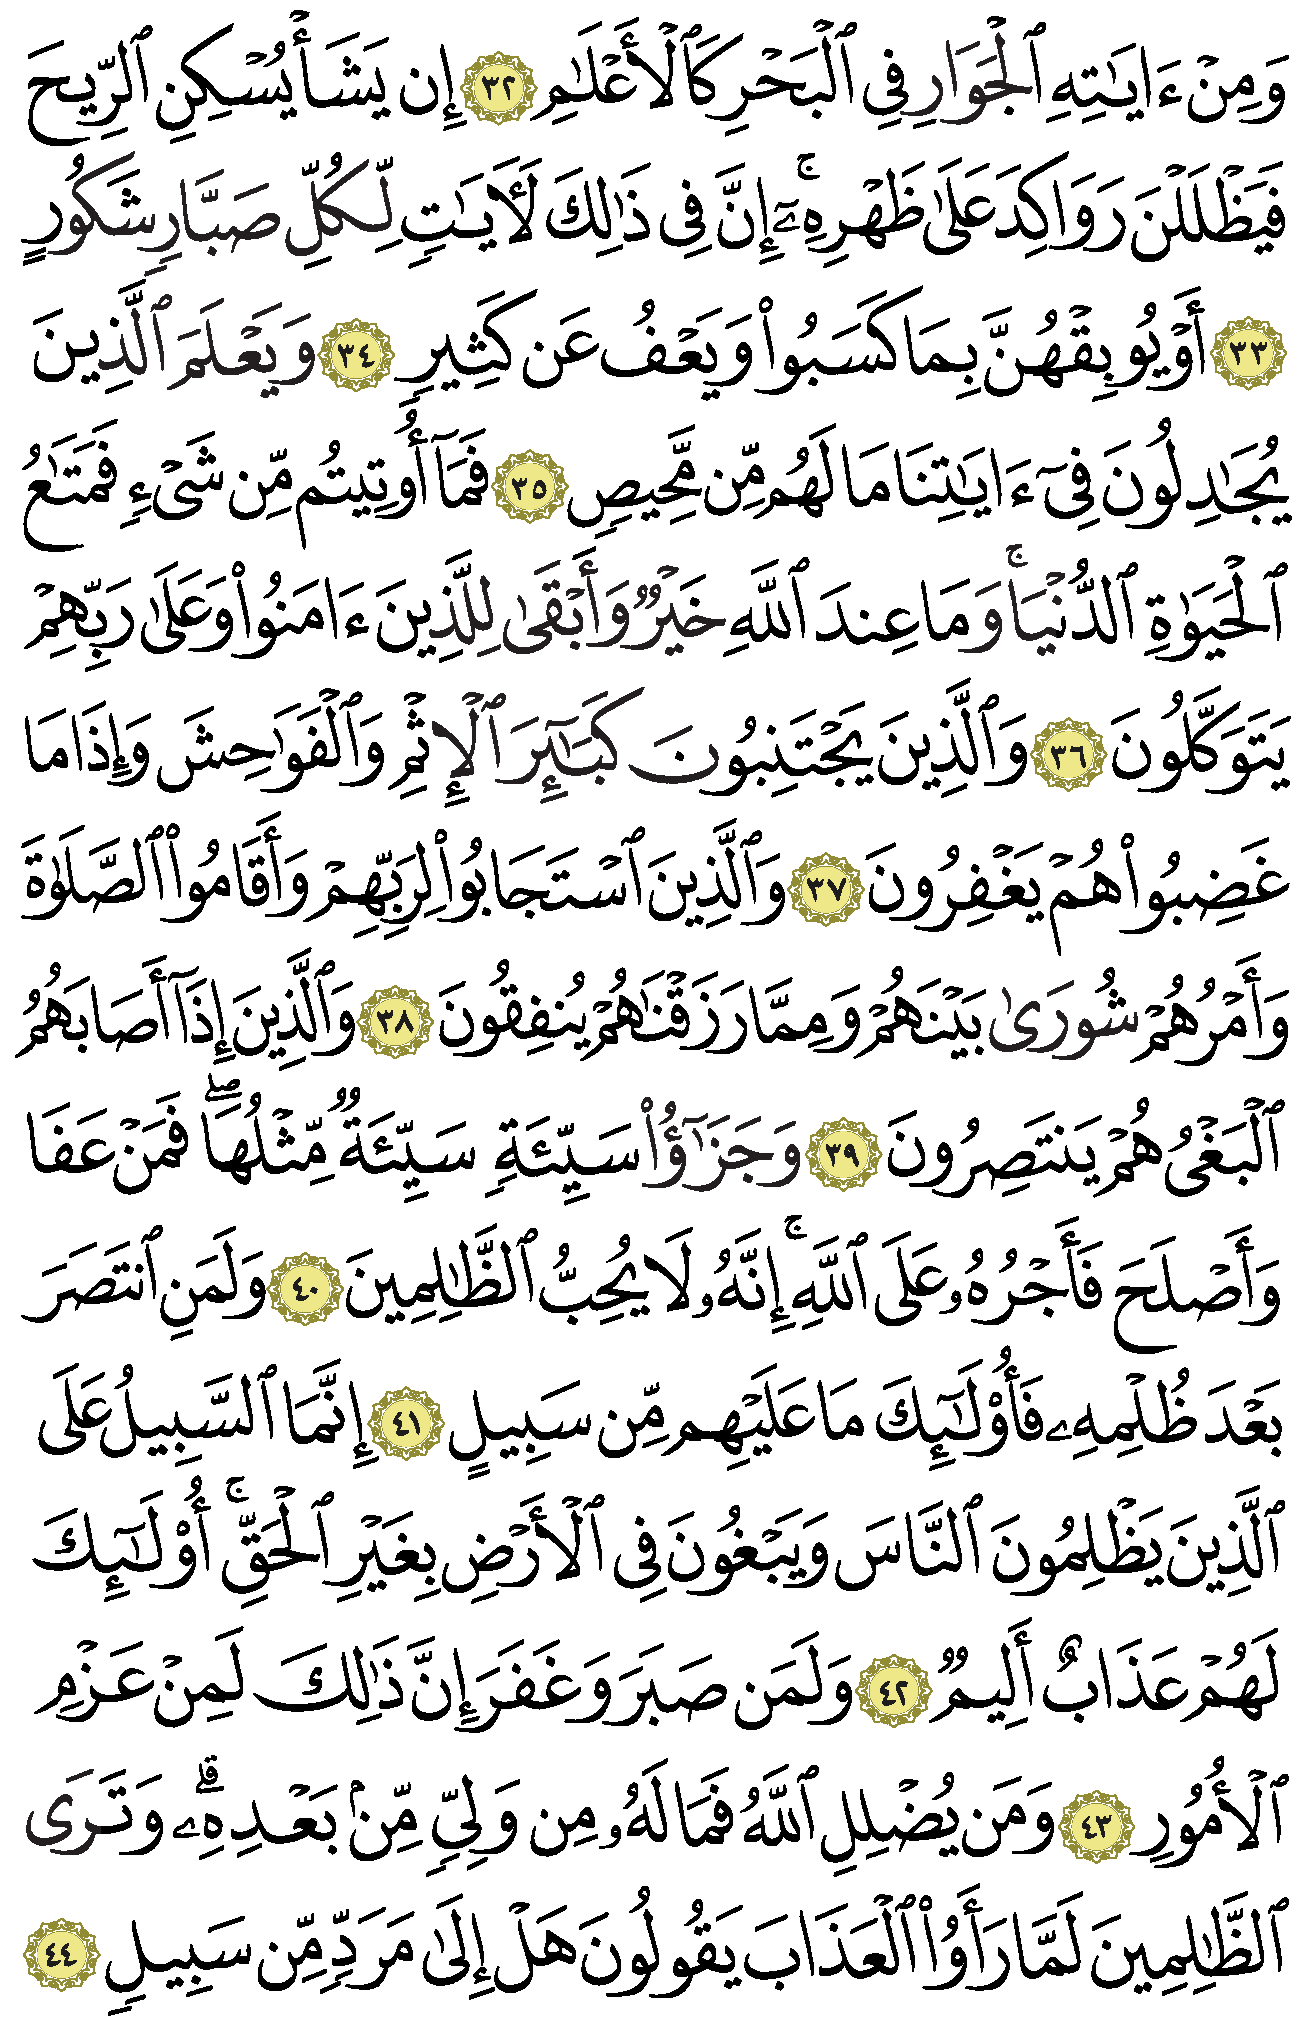 وَمِنْ ءَايَـٰتِهِ ٱلْجَوَارِ فِى ٱلْبَحْرِ كَٱلْأَعْلَـٰمِ ٣٢ إِن يَشَأْ يُسْكِنِ ٱلرِّيحَ
فَيَظْلَلْنَ رَوَاكِدَ عَلَىٰ ظَهْرِهِۦٓ ۚ إِنَّ فِى ذَٰلِكَ لَـَٔايَـٰتٍ لِّكُلِّ صَبَّارٍ شَكُورٍ
٣٣ أَوْ يُوبِقْهُنَّ بِمَا كَسَبُوا۟ وَيَعْفُ عَن كَثِيرٍ ٣٤ وَيَعْلَمَ ٱلَّذِينَ
يُجَـٰدِلُونَ فِىٓ ءَايَـٰتِنَا مَا لَهُم مِّن مَّحِيصٍ ٣٥ فَمَآ أُوتِيتُم مِّن شَىْءٍ فَمَتَـٰعُ
ٱلْحَيَوٰةِ ٱلدُّنْيَا ۚ وَمَا عِندَ ٱللَّهِ خَيْرٌ وَأَبْقَىٰ لِلَّذِينَ ءَامَنُوا۟ وَعَلَىٰ رَبِّهِمْ
يَتَوَكَّلُونَ ٣٦ وَٱلَّذِينَ يَجْتَنِبُونَ كَبَـٰٓئِرَ ٱلْإِثْمِ وَٱلْفَوَٰحِشَ وَإِذَا مَا
غَضِبُوا۟ هُمْ يَغْفِرُونَ ٣٧ وَٱلَّذِينَ ٱسْتَجَابُوا۟ لِرَبِّهِمْ وَأَقَامُوا۟ ٱلصَّلَوٰةَ
وَأَمْرُهُمْ شُورَىٰ بَيْنَهُمْ وَمِمَّا رَزَقْنَـٰهُمْ يُنفِقُونَ ٣٨ وَٱلَّذِينَ إِذَآ أَصَابَهُمُ
ٱلْبَغْىُ هُمْ يَنتَصِرُونَ ٣٩ وَجَزَٰٓؤُا۟ سَيِّئَةٍ سَيِّئَةٌ مِّثْلُهَا ۖ فَمَنْ عَفَا
وَأَصْلَحَ فَأَجْرُهُۥ عَلَى ٱللَّهِ ۚ إِنَّهُۥ لَا يُحِبُّ ٱلظَّـٰلِمِينَ ٤٠ وَلَمَنِ ٱنتَصَرَ
بَعْدَ ظُلْمِهِۦ فَأُو۟لَـٰٓئِكَ مَا عَلَيْهِم مِّن سَبِيلٍ ٤١ إِنَّمَا ٱلسَّبِيلُ عَلَى
ٱلَّذِينَ يَظْلِمُونَ ٱلنَّاسَ وَيَبْغُونَ فِى ٱلْأَرْضِ بِغَيْرِ ٱلْحَقِّ ۚ أُو۟لَـٰٓئِكَ
لَهُمْ عَذَابٌ أَلِيمٌ ٤٢ وَلَمَن صَبَرَ وَغَفَرَ إِنَّ ذَٰلِكَ لَمِنْ عَزْمِ
ٱلْأُمُورِ ٤٣ وَمَن يُضْلِلِ ٱللَّهُ فَمَا لَهُۥ مِن وَلِىٍّ مِّنۢ بَعْدِهِۦ ۗ وَتَرَى
ٱلظَّـٰلِمِينَ لَمَّا رَأَوُا۟ ٱلْعَذَابَ يَقُولُونَ هَلْ إِلَىٰ مَرَدٍّ مِّن سَبِيلٍ ٤٤